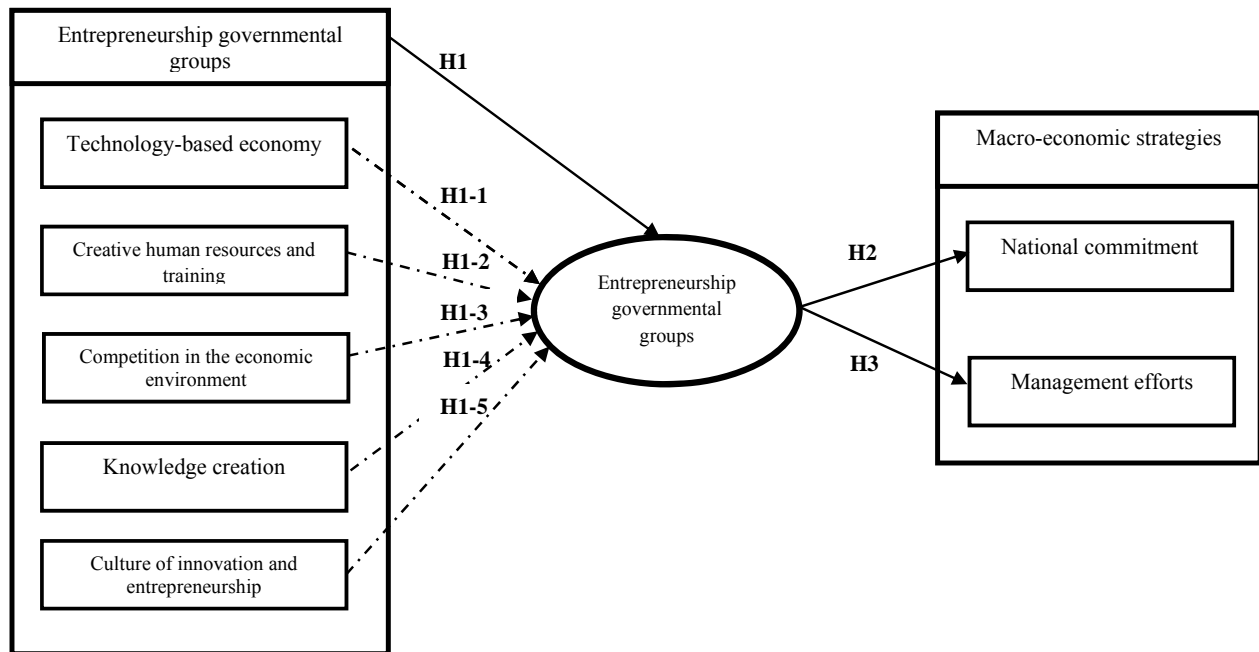 Entrepreneurship governmental
groups
H1
Technology-based economy
H1-1
Creative human resources and
training
H1-2
Competition in the economic
environment
H1-3
Knowledge creation
H1-4
Culture of innovation and
entrepreneurship
H1-5
Entrepreneurship
governmental
groups
H2
H3
Macro-economic strategies
National commitment
Management efforts